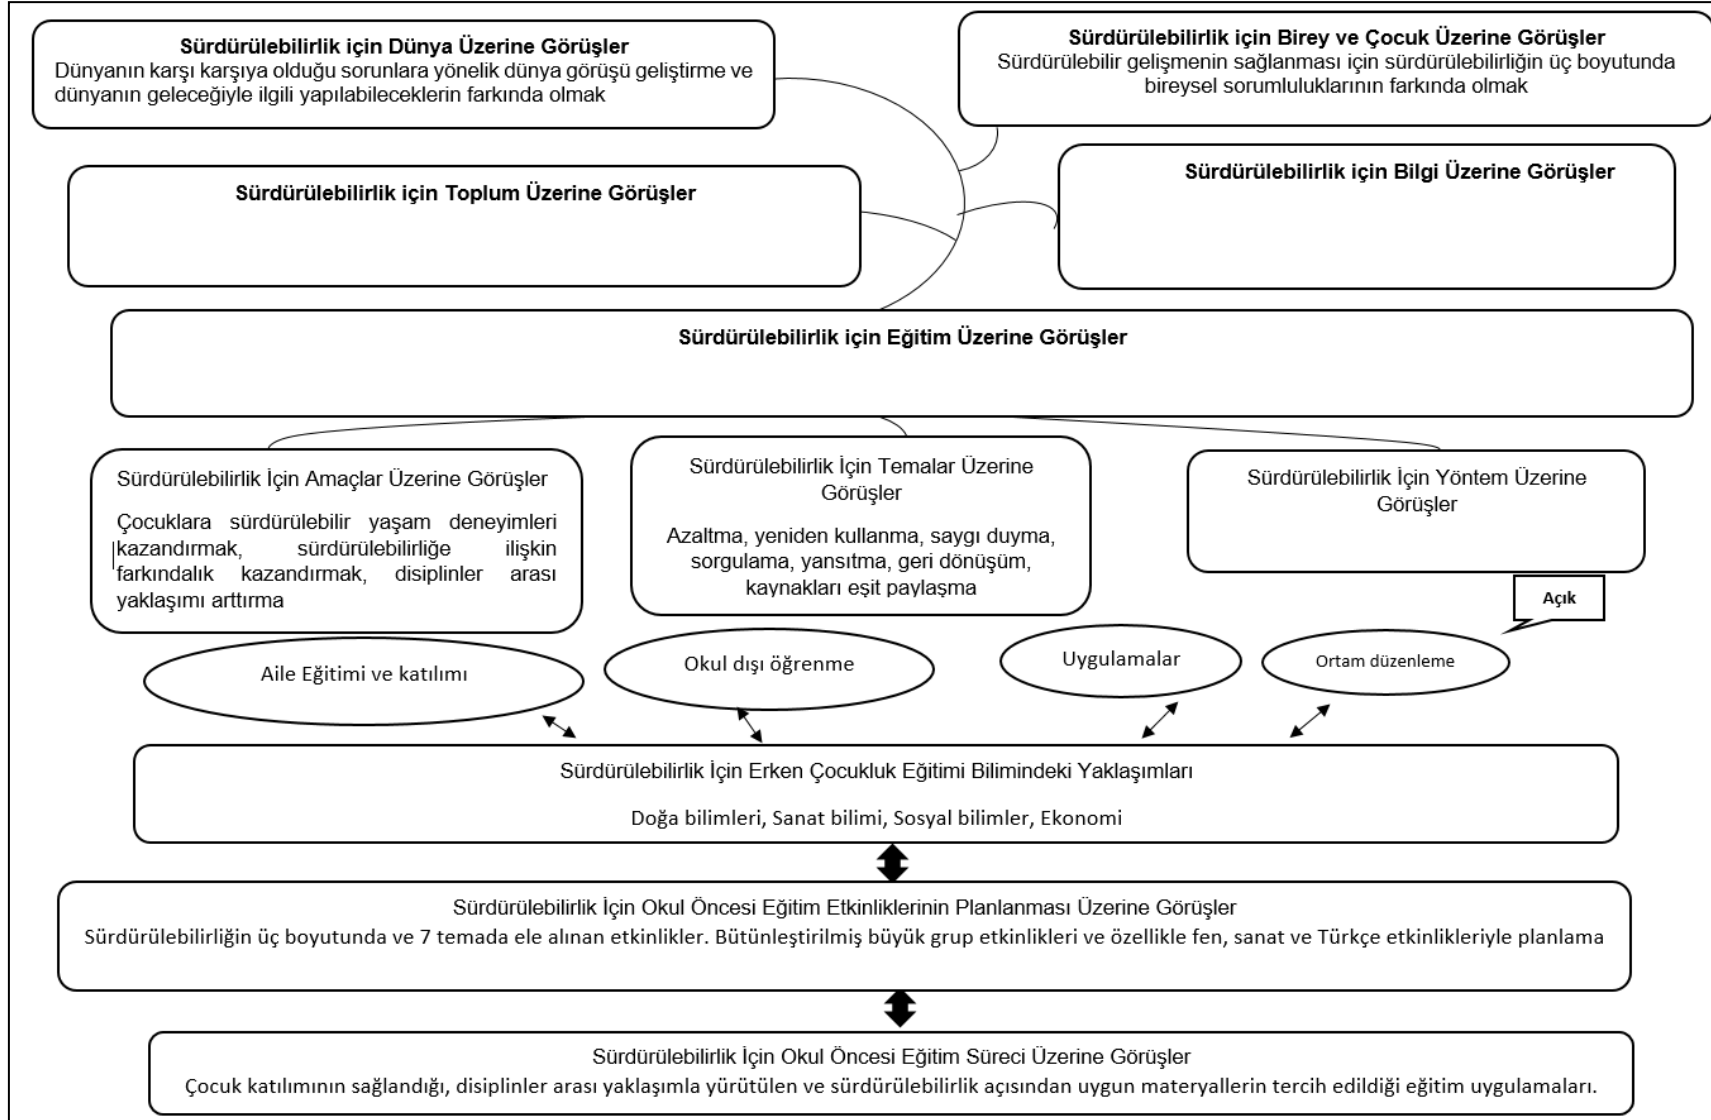 Sürdürülebilirlik için Dünya Üzerine Görüşler
Dünyanın karşı karşıya olduğu sorunlara yönelik dünya görüşü geliştirme ve
dünyanın geleceğiyle ilgili yapılabileceklerin farkında olmak
Sürdürülebilirlik için Birey ve Çocuk Üzerine Görüşler
Sürdürülebilir gelişmenin sağlanması için sürdürülebilirliğin üç boyutunda
bireysel sorumluluklarının farkında olmak
Sürdürülebilirlik için Toplum Üzerine Görüşler
Sürdürülebilirlik için Bilgi Üzerine Görüşler
Sürdürülebilirlik için Eğitim Üzerine Görüşler
Sürdürülebilirlik İçin Amaçlar Üzerine Görüşler
Çocuklara sürdürülebilir yaşam deneyimleri
kazandırmak, sürdürülebilirliğe ilişkin
farkındalık kazandırmak, disiplinler arası
yaklaşımı arttırma
Sürdürülebilirlik İçin Temalar Üzerine
Görüşler
Azaltma, yeniden kullanma, saygı duyma,
sorgulama, yansıtma, geri dönüşüm,
kaynakları eşit paylaşma
Sürdürülebilirlik İçin Yöntem Üzerine
Görüşler
Açık
Aile Eğitimi ve katılımı
Okul dışı öğrenme
Uygulamalar
Ortam düzenleme
Sürdürülebilirlik İçin Erken Çocukluk Eğitimi Bilimindeki Yaklaşımları
Doğa bilimleri, Sanat bilimi, Sosyal bilimler, Ekonomi
Sürdürülebilirlik İçin Okul Öncesi Eğitim Etkinliklerinin Planlanması Üzerine Görüşler
Sürdürülebilirliğin üç boyutunda ve 7 temada ele alınan etkinlikler. Bütünleştirilmiş büyük grup etkinlikleri ve özellikle fen, sanat ve Türkçe etkinlikleriyle planlama
Sürdürülebilirlik İçin Okul Öncesi Eğitim Süreci Üzerine Görüşler
Çocuk katılımının sağlandığı, disiplinler arası yaklaşımla yürütülen ve sürdürülebilirlik açısından uygun materyallerin tercih edildiği eğitim uygulamaları.